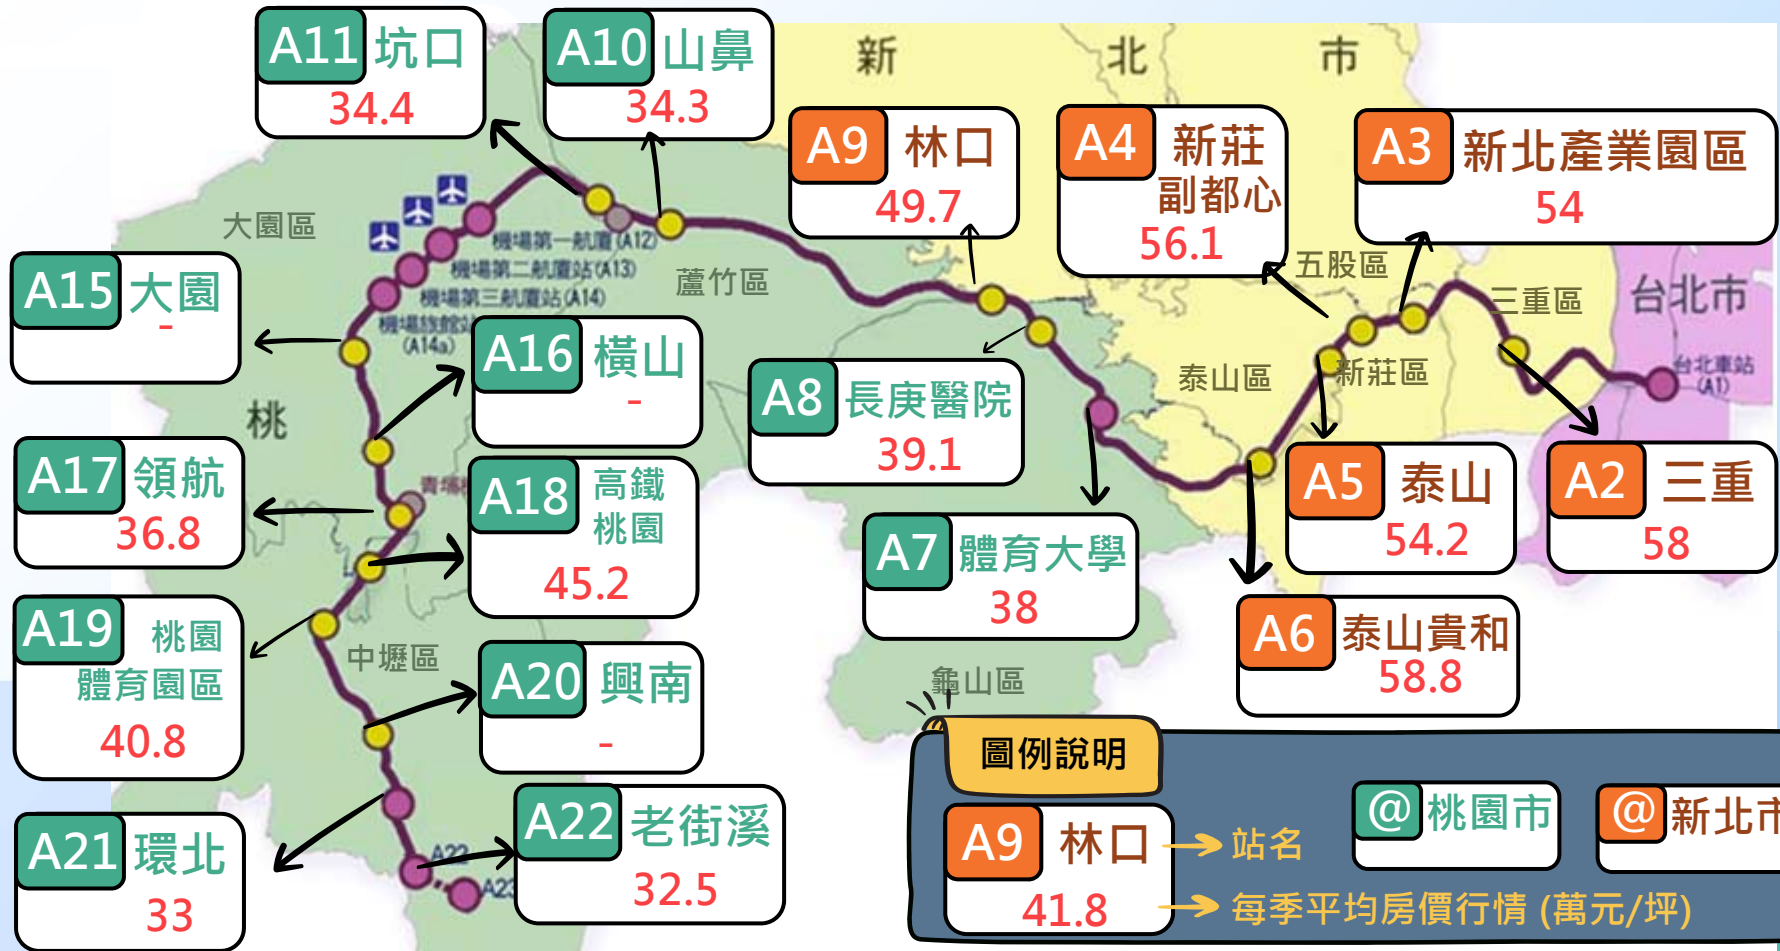 A11 坑口
34.4
A10 山鼻
34.3
新 北 市
A9 林口
49.7
A4 新莊
副都心
56.1
A3 新北產業園區
54
大園區
機場第一航廈(A12)
機場第二航廈站(A13)
機場第三航廈站(A14)
機場旅館站
(A14a)
蘆竹區
五股區
三重區
台北市
台北車站
(A1)
A15 大園
-
A16 橫山
-
A8 長庚醫院
39.1
泰山區
新莊區
桃
A17 領航
36.8
青埔
A18 高鐵
桃園
45.2
A7 體育大學
38
A5 泰山
54.2
A2 三重
58
A19 桃園
體育園區
40.8
中壢區
A20 興南
-
龜山區
A6 泰山貴和
58.8
A21 環北
33
A22
A23
A22 老街溪
32.5
圖例說明
A9 林口
41.8
站名
每季平均房價行情 (萬元/坪)
@ 桃園市
@ 新北市